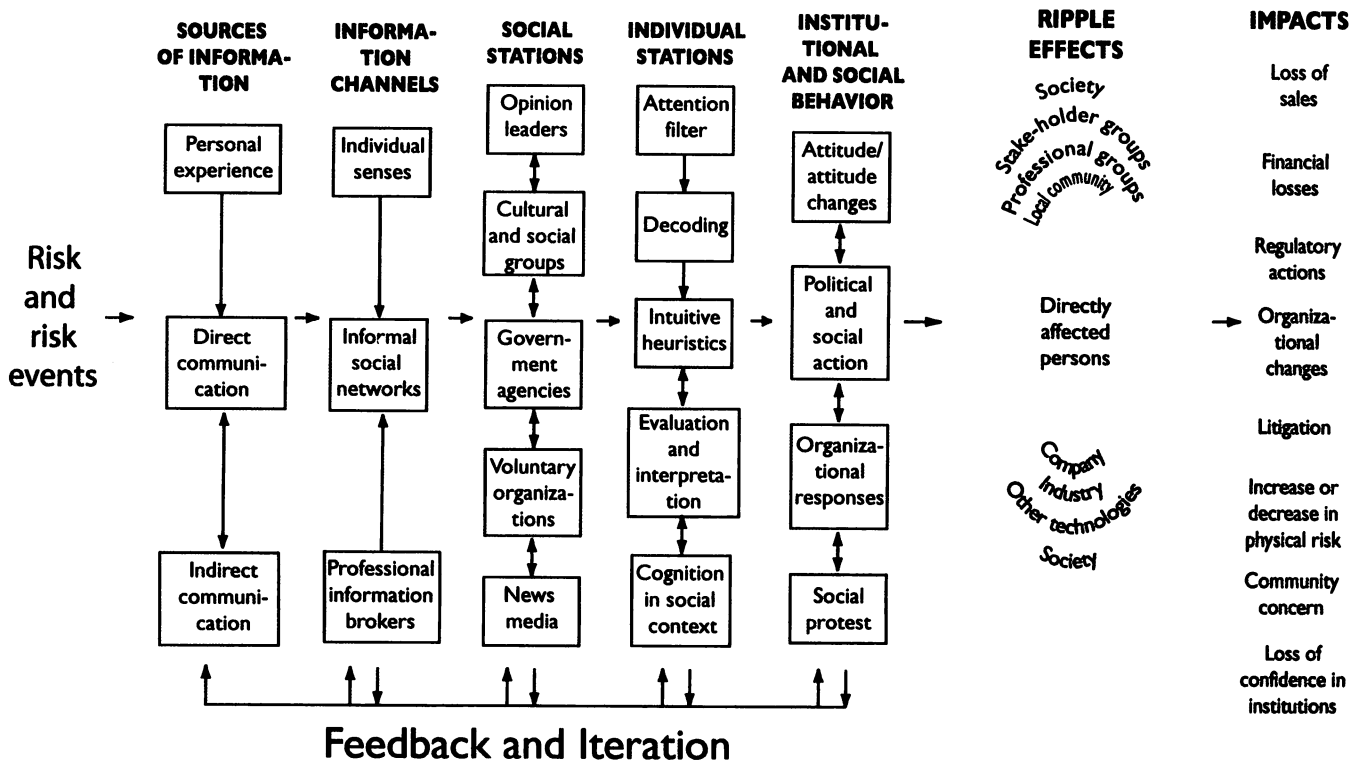 Risk
and
risk
events
SOURCES
OF INFORMA-
TION
Personal
experience
Direct
communi-
cation
Indirect
communi-
cation
INFORMA-
TION
CHANNELS
Individual
senses
Informal
social
networks
Professional
information
brokers
SOCIAL
STATIONS
Opinion
leaders
Cultural
and social
groups
Govern-
ment
agencies
Voluntary
organiza-
tions
News
media
INDIVIDUAL
STATIONS
Attention
filter
Decoding
Intuitive
heuristics
Evaluation
and
interpreta-
tion
Cognition
in social
context
INSTITU-
TIONAL
AND SOCIAL
BEHAVIOR
Attitude/
attitude
changes
Political
and
social
action
Organiza-
tional
responses
Social
protest
RIPPLE
EFFECTS
Society
Stake-holder groups
Professional groups
Local community
Directly
affected
persons
Company
Industry
Other technologies
Society
IMPACTS
Loss of
sales
Financial
losses
Regulatory
actions
Organiza-
tional
changes
Litigation
Increase or
decrease in
physical risk
Community
concern
Loss of
confidence in
institutions
Feedback and Iteration